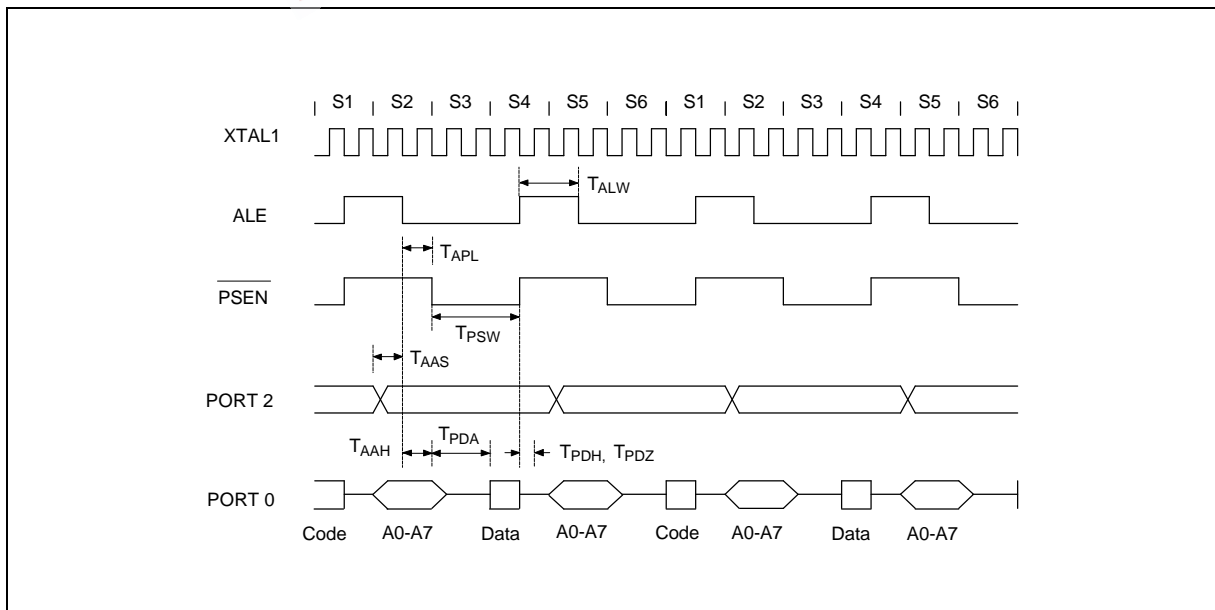 S1 S2 S3 S4 S5 S6 S1 S2 S3 S4 S5 S6
XTAL1
TALW
ALE
TAPL
PSEN
TPSW
TAAS
PORT 2
TAAH TPDA TPDH, TPDZ
PORT 0
Code A0-A7 Data A0-A7 Code A0-A7 Data A0-A7